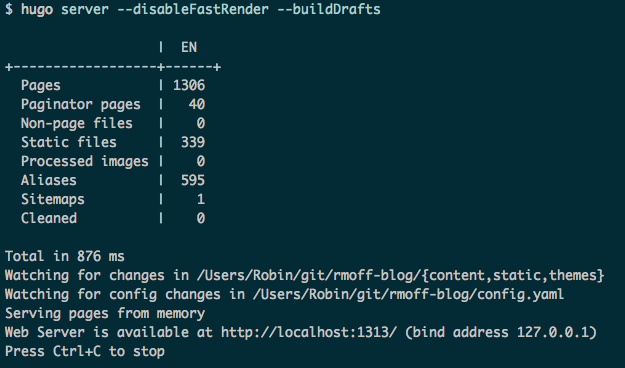 $ hugo server --disableFastRender --buildDrafts
                   |  EN
+------------------+------+
  Pages            | 1306
  Paginator pages  |   40
  Non-page files   |    0
  Static files     |  339
  Processed images |    0
  Aliases          |  595
  Sitemaps         |    1
  Cleaned          |    0
Total in 876 ms
Watching for changes in /Users/Robin/git/rmoff-blog/{content,static,themes}
Watching for config changes in /Users/Robin/git/rmoff-blog/config.yaml
Serving pages from memory
Web Server is available at http://localhost:1313/ (bind address 127.0.0.1)
Press Ctrl+C to stop